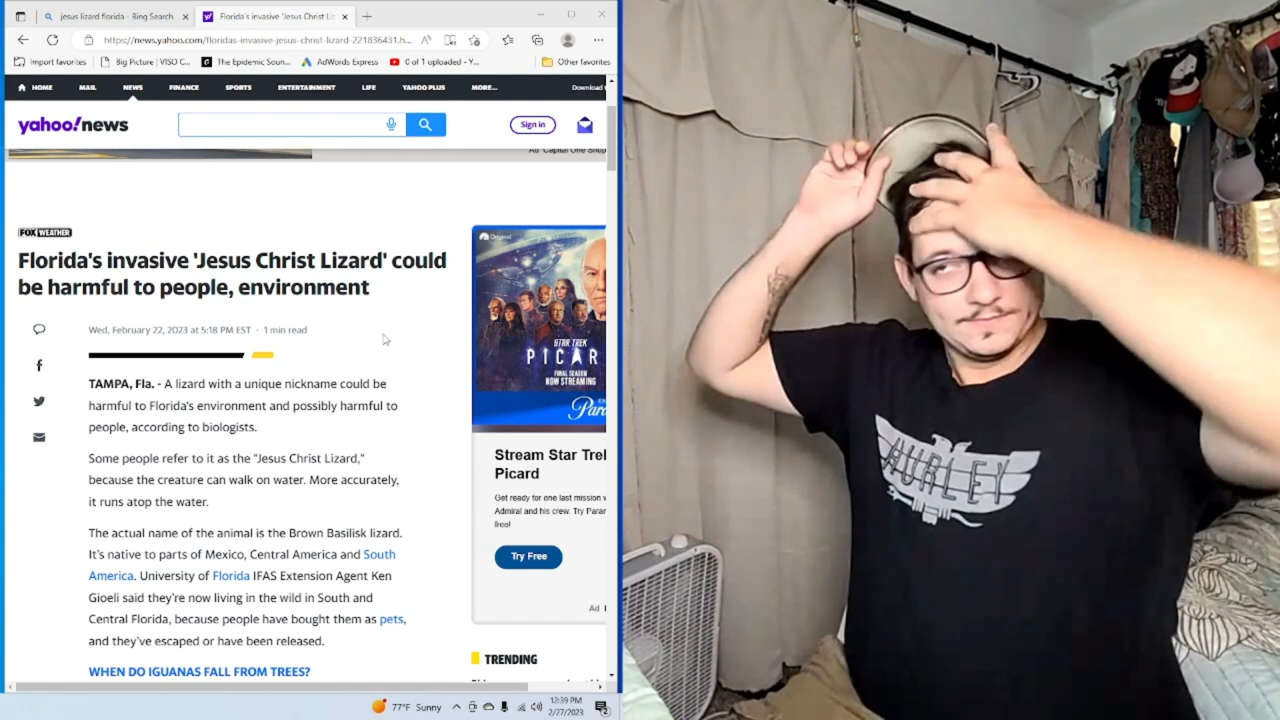 jesus lizard florida - Bing Search
Florida's invasive 'Jesus Christ Li
https://news.yahoo.com/floridas-invasive-jesus-christ-lizard-221836431.h...
Import favorites
Big Picture | VISO C...
The Epidemic Soun...
AdWords Express
0 of 1 uploaded - Y...
Other favorites
HOME MAIL NEWS FINANCE SPORTS ENTERTAINMENT LIFE YAHOO PLUS MORE... Download
yahoo!news
Sign in
Ad Capital One Shop
FOX WEATHER
Florida's invasive 'Jesus Christ Lizard' could
be harmful to people, environment
Wed, February 22, 2023 at 5:18 PM EST · 1 min read
TAMPA, Fla. - A lizard with a unique nickname could be
harmful to Florida's environment and possibly harmful to
people, according to biologists.
Some people refer to it as the "Jesus Christ Lizard,"
because the creature can walk on water. More accurately,
it runs atop the water.
The actual name of the animal is the Brown Basilisk lizard.
It's native to parts of Mexico, Central America and South
America. University of Florida IFAS Extension Agent Ken
Gioeli said they're now living in the wild in South and
Central Florida, because people have bought them as pets,
and they've escaped or have been released.
WHEN DO IGUANAS FALL FROM TREES?
Original
STAR TREK
PICAR
FINAL SEASON
NOW STREAMING
Para
Stream Star Tre
Picard
Get ready for one last mission
Admiral and his crew. Try Parar
free!
Try Free
Ad
TRENDING
77°F Sunny
12:39 PM
2/27/2023
2
HURLEY